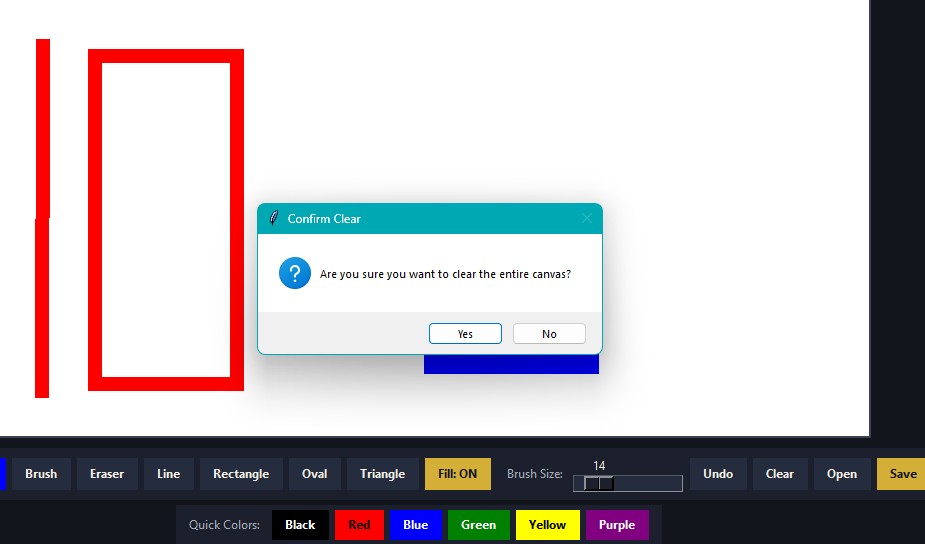 Confirm Clear
Are you sure you want to clear the entire canvas?
Yes No
14
Brush Eraser Line Rectangle Oval Triangle Fill: ON Brush Size: Undo Clear Open Save
Quick Colors: Black Red Blue Green Yellow Purple